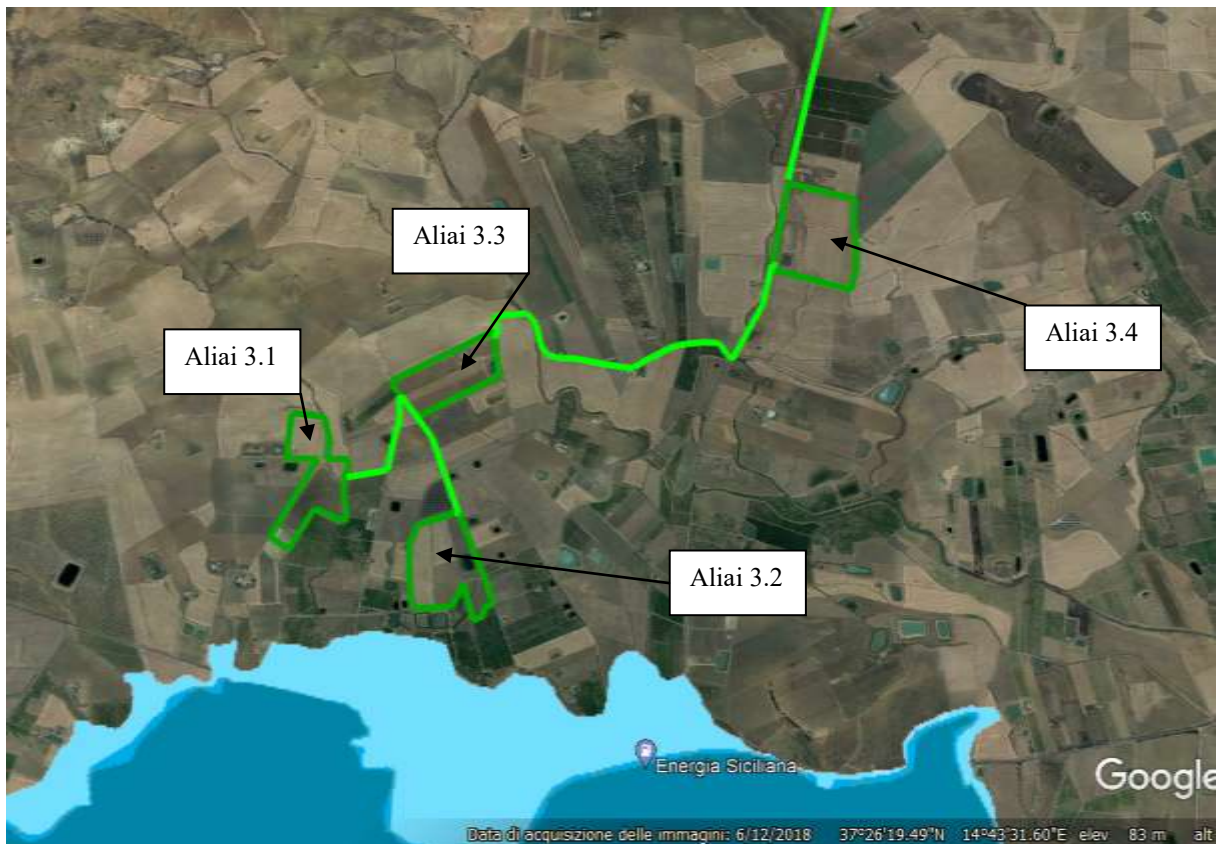 Aliai 3.3
Aliai 3.1
Aliai 3.4
Aliai 3.2
Energia Siciliana
Google
Data di acquisizione delle immagini: 6/12/2018 37°26'19.49"N 14°43'31.60"E elev 83 m alt